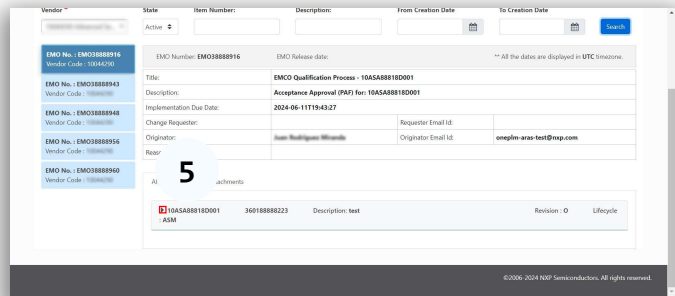 Vendor * State Item Number: Description: From Creation Date To Creation Date
Active Search
EMO No. : EMO38888916
Vendor Code : 10044290
EMO No. : EMO38888943
Vendor Code :
EMO No. : EMO38888948
Vendor Code :
EMO No. : EMO38888956
Vendor Code :
EMO No. : EMO38888960
Vendor Code :
EMO Number: EMO38888916 EMO Release date: ** All the dates are displayed in UTC timezone.
Title: EMCO Qualification Process - 10ASA88818D001
Description: Acceptance Approval (PAF) for: 10ASA88818D001
Implementation Due Date: 2024-06-11T19:43:27
Change Requester: Requester Email Id:
Originator: Originator Email Id: oneplm-aras-test@nxp.com
5
10ASA88818D001 360188888223 Description: test Revision : O Lifecycle
: ASM
©2006-2024 NXP Semiconductors. All rights reserved.